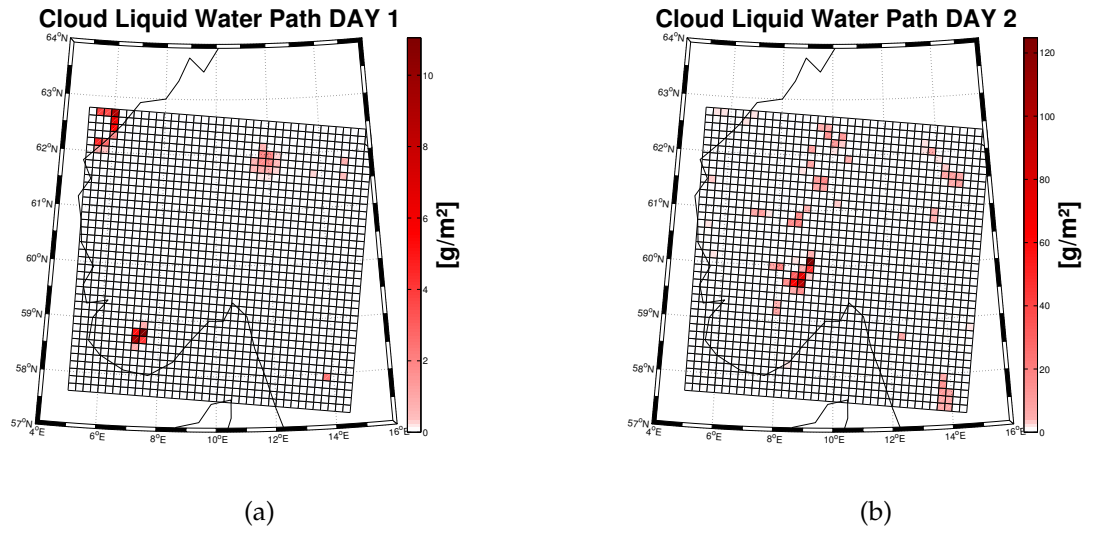 Cloud Liquid Water Path DAY 1
64°N
63°N
62°N
61°N
60°N
59°N
58°N
57°N
4°E
6°E
8°E
10°E
12°E
14°E
16°E
10
8
6
4
2
0
[g/m²]
(a)
Cloud Liquid Water Path DAY 2
64°N
63°N
62°N
61°N
60°N
59°N
58°N
57°N
4°E
6°E
8°E
10°E
12°E
14°E
16°E
120
100
80
60
40
20
0
[g/m²]
(b)